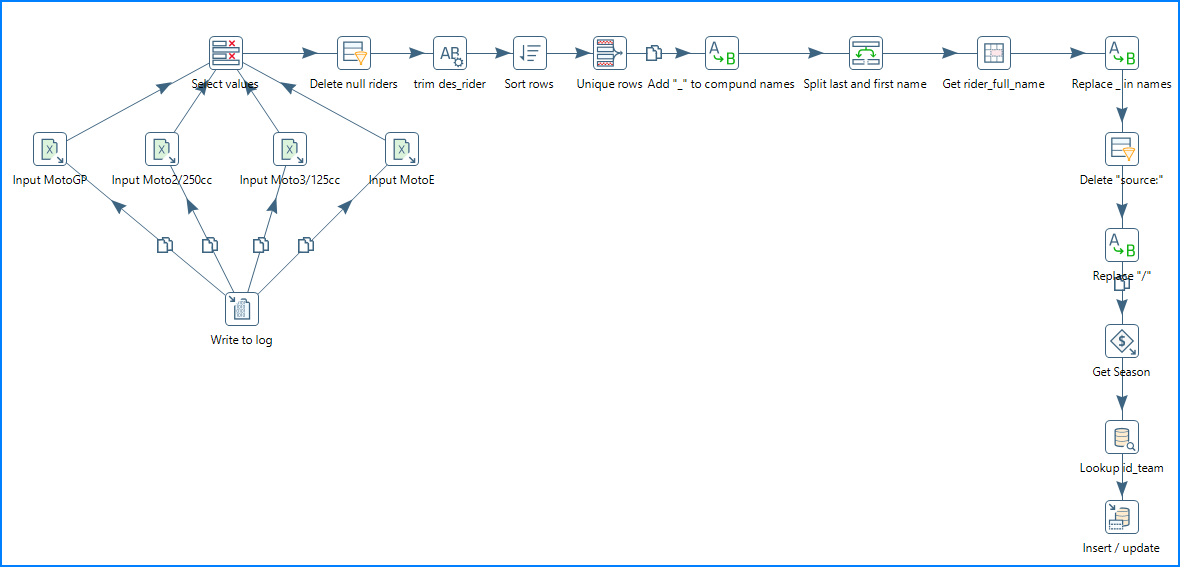 Select values
Delete null riders
trim des_rider
Sort rows
Unique rows
Add "_" to compund names
Split last and first name
Get rider_full_name
Replace _ in names
Input MotoGP
Input Moto2/250cc
Input Moto3/125cc
Input MotoE
Delete "source:"
Replace "/"
Write to log
Get Season
Lookup id_team
Insert / update